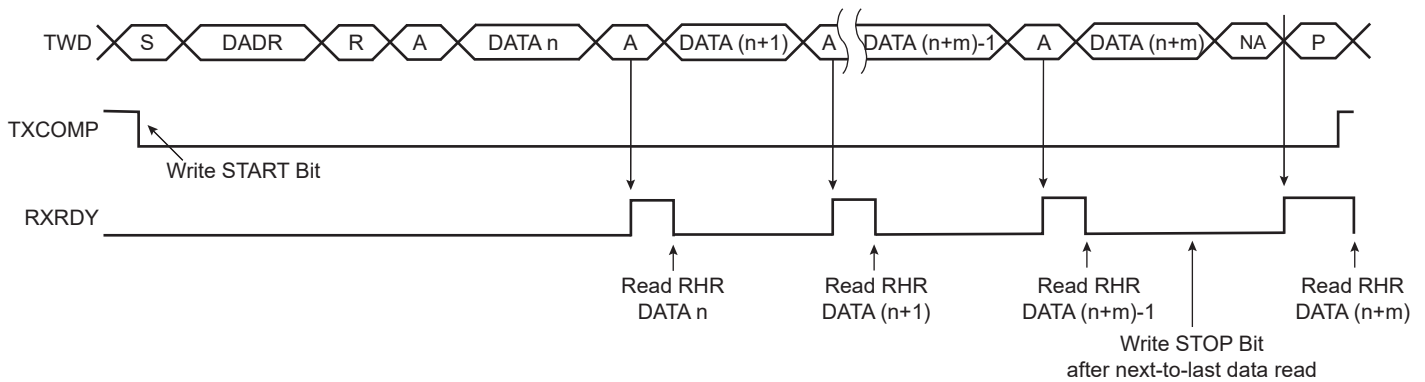 TWD S DADR R A DATA n A DATA (n+1) A DATA (n+m)-1 A DATA (n+m) NA P
TXCOMP
Write START Bit
RXRDY
Read RHR
DATA n
Read RHR
DATA (n+1)
Read RHR
DATA (n+m)-1
Read RHR
DATA (n+m)
Write STOP Bit
after next-to-last data read